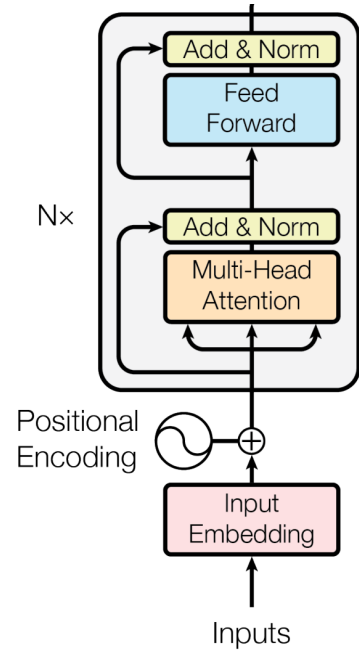 Add & Norm
Feed
Forward
N×
Add & Norm
Multi-Head
Attention
Positional
Encoding
Input
Embedding
Inputs